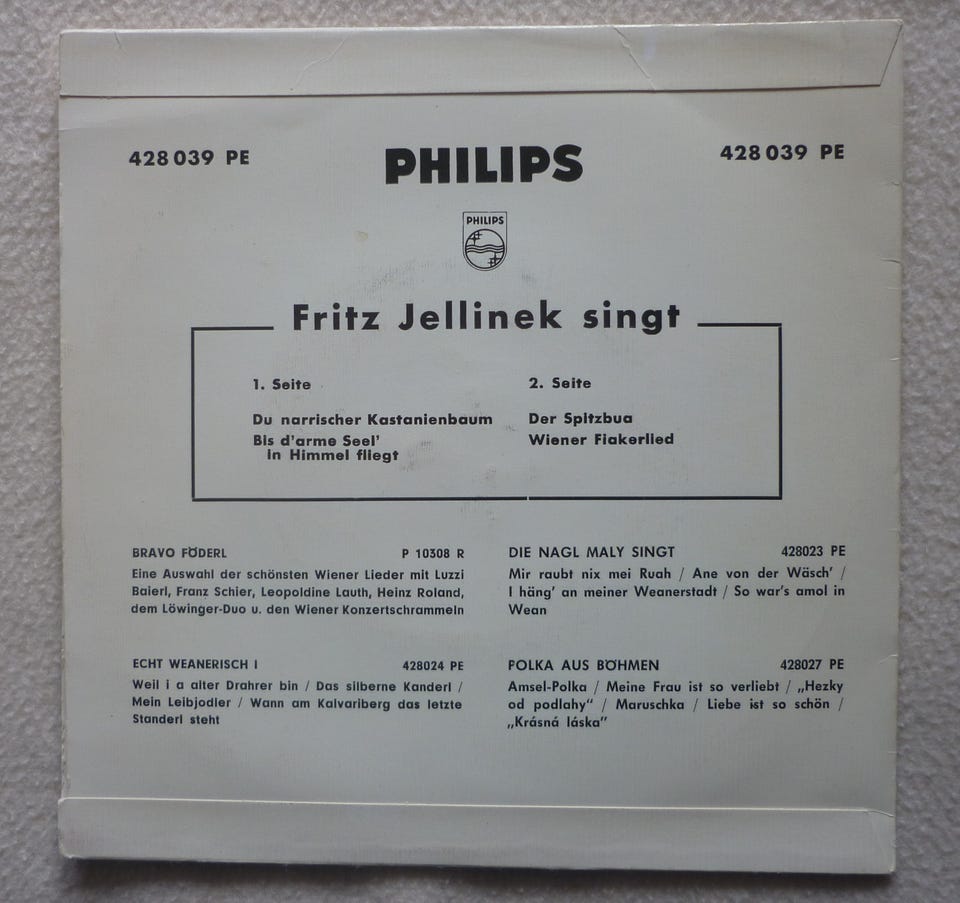 428 039 PE
PHILIPS
428 039 PE
PHILIPS
Fritz Jellinek singt
1. Seite
Du narrischer Kastanienbaum
Bis d'arme Seel'
in Himmel fliegt
2. Seite
Der Spitzbua
Wiener Fiakerlied
BRAVO FÖDERL P 10308 R
Eine Auswahl der schönsten Wiener Lieder mit Luzzi
Baierl, Franz Schier, Leopoldine Lauth, Heinz Roland,
dem Löwinger-Duo u. den Wiener Konzertschrammeln
DIE NAGL MALY SINGT 428023 PE
Mir raubt nix mei Ruah / Ane von der Wäsch' /
I häng' an meiner Weanerstadt / So war's amol in
Wean
ECHT WEANERISCH I 428024 PE
Weil i a alter Drahrer bin / Das silberne Kanderl /
Mein Leibjodler / Wann am Kalvariberg das letzte
Standerl steht
POLKA AUS BÖHMEN 428027 PE
Amsel-Polka / Meine Frau ist so verliebt / „Hezky
od podlahy" / Maruschka / Liebe ist so schön /
„Krásná láska"